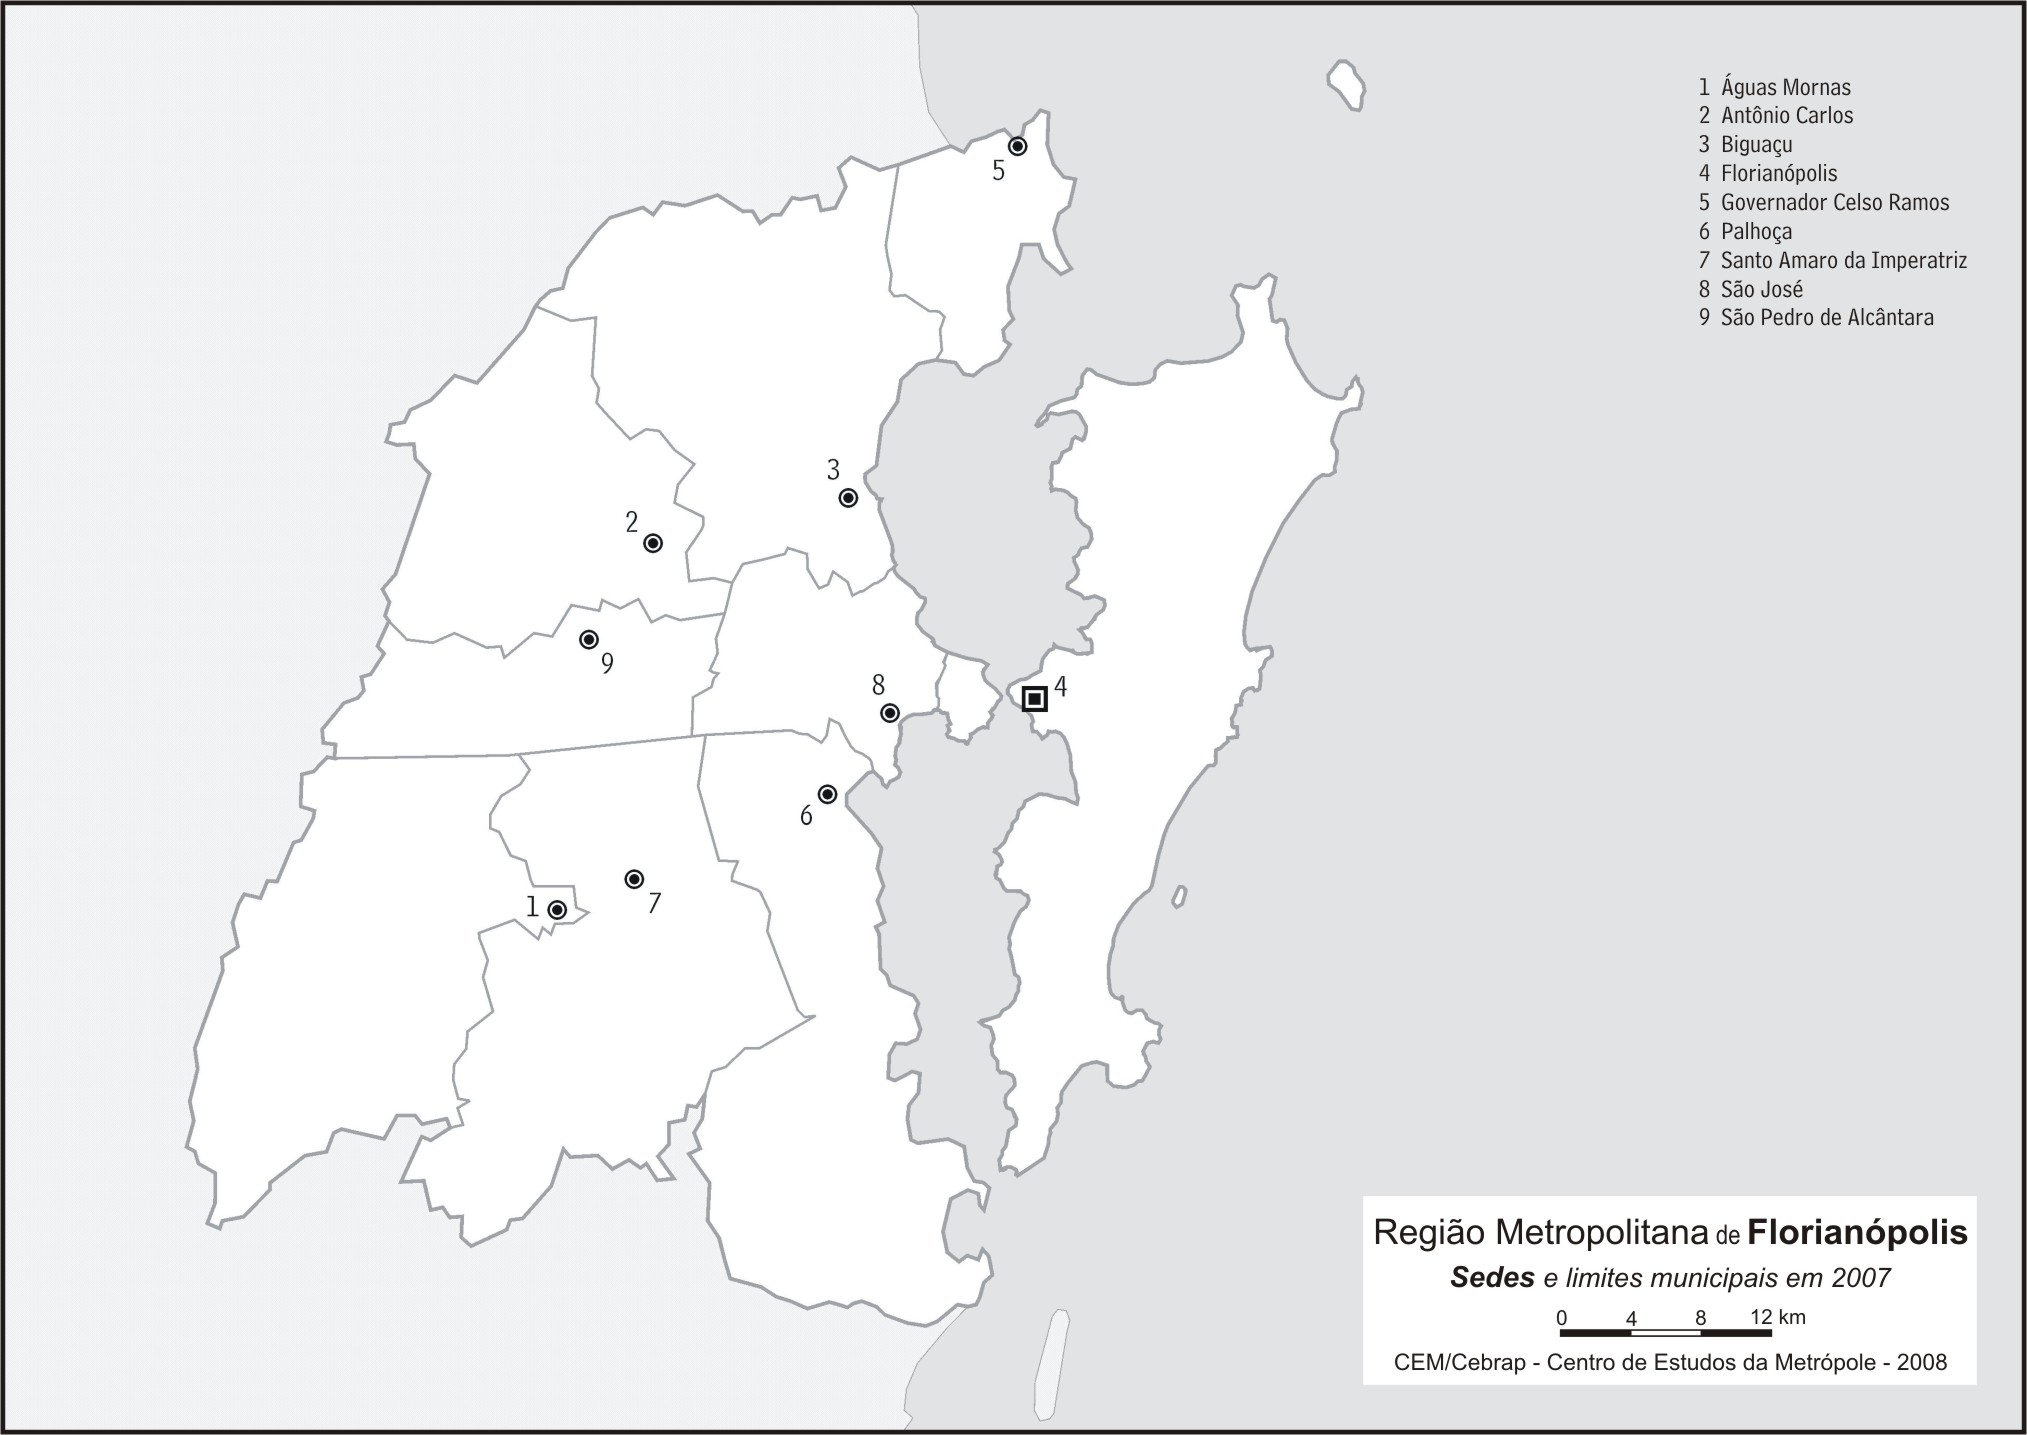 1 Águas Mornas
2 Antônio Carlos
3 Biguaçu
4 Florianópolis
5 Governador Celso Ramos
6 Palhoça
7 Santo Amaro da Imperatriz
8 São José
9 São Pedro de Alcântara
5
3
2
9
8
4
6
7
1
Região Metropolitana de Florianópolis
Sedes e limites municipais em 2007
0 4 8 12 km
CEM/Cebrap - Centro de Estudos da Metrópole - 2008